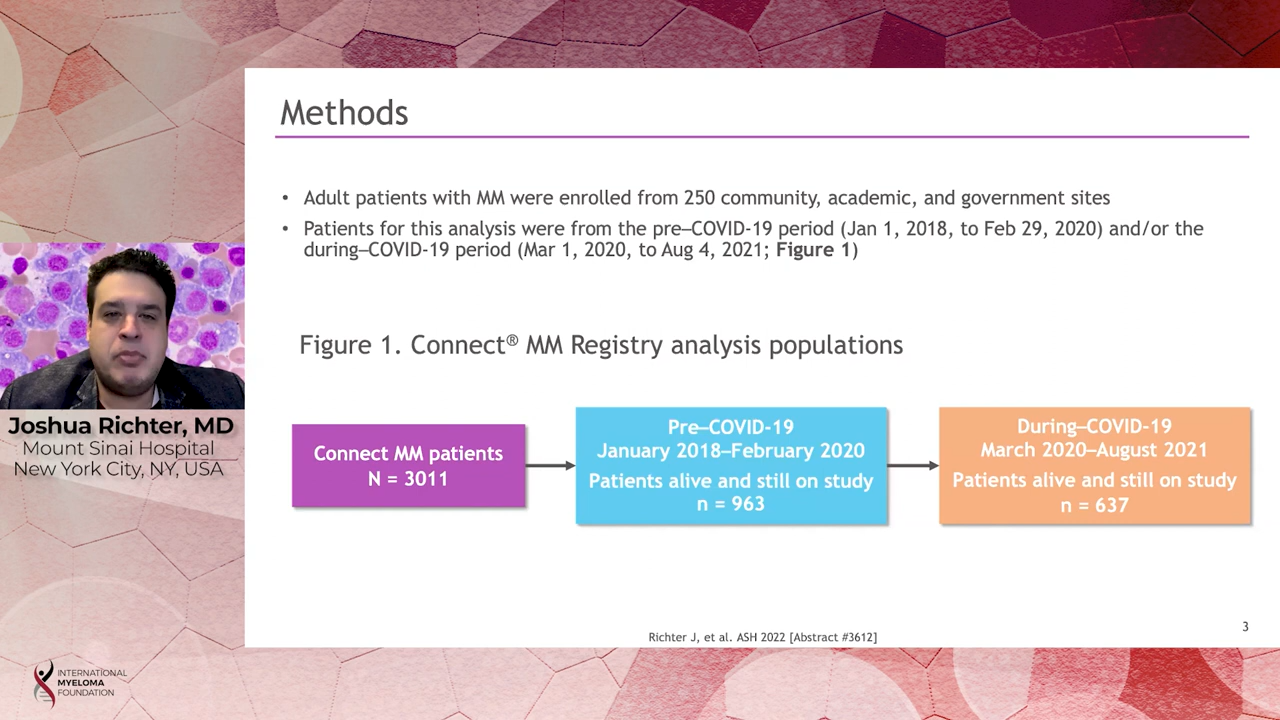 Methods
• Adult patients with MM were enrolled from 250 community, academic, and government sites
• Patients for this analysis were from the pre–COVID-19 period (Jan 1, 2018, to Feb 29, 2020) and/or the
during–COVID-19 period (Mar 1, 2020, to Aug 4, 2021; Figure 1)
Figure 1. Connect® MM Registry analysis populations
Connect MM patients
N = 3011
Pre–COVID-19
January 2018–February 2020
Patients alive and still on study
n = 963
During–COVID-19
March 2020–August 2021
Patients alive and still on study
n = 637
Joshua Richter, MD
Mount Sinai Hospital
New York City, NY, USA
Richter J, et al. ASH 2022 [Abstract #3612]
3
INTERNATIONAL
MYELOMA
FOUNDATION